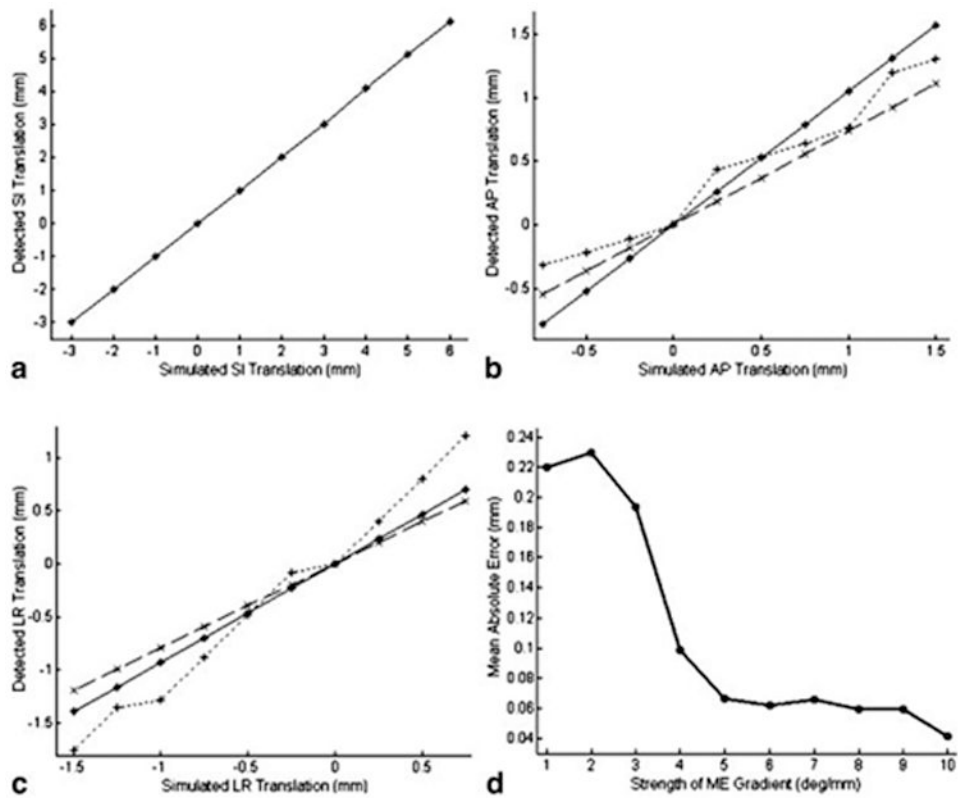 6
5
4
3
2
1
0
-1
-2
-3
Detected SI Translation (mm)
-3 -2 -1 0 1 2 3 4 5 6
Simulated SI Translation (mm)
a
1.5
1
0.5
0
-0.5
Detected AP Translation (mm)
-0.5 0 0.5 1 1.5
Simulated AP Translation (mm)
b
1
0.5
0
-0.5
-1
-1.5
Detected LR Translation (mm)
-1.5 -1 -0.5 0 0.5
Simulated LR Translation (mm)
c
0.24
0.22
0.2
0.18
0.16
0.14
0.12
0.1
0.08
0.06
0.04
Mean Absolute Error (mm)
1 2 3 4 5 6 7 8 9 10
Strength of ME Gradient (deg/mm)
d